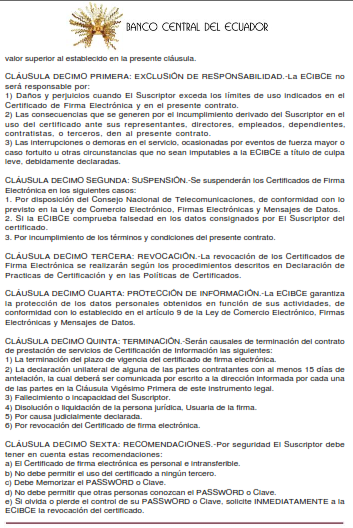 BANCO CENTRAL DEL ECUADOR
valor superior al establecido en la presente cláusula.
CLÁUSULA DECIMO PRIMERA: EXCLUSIÓN DE RESPONSABILIDAD.-La ECIBCE no
será responsable por:
1) Daños y perjuicios cuando El Suscriptor exceda los límites de uso indicados en el
Certificado de Firma Electrónica y en el presente contrato.
2) Las consecuencias que se generen por el incumplimiento derivado del Suscriptor en el
uso del certificado ante sus representantes, directores, empleados, dependientes,
contratistas, o terceros, den al presente contrato.
3) Las interrupciones o demoras en el servicio, ocasionadas por eventos de fuerza mayor o
caso fortuito u otras circunstancias que no sean imputables a la ECIBCE a título de culpa
leve, debidamente declaradas.
CLÁUSULA DECIMO SEGUNDA: SUSPENSIÓN.-Se suspenderán los Certificados de Firma
Electrónica en los siguientes casos:
1. Por disposición del Consejo Nacional de Telecomunicaciones, de conformidad con lo
previsto en la Ley de Comercio Electrónico, Firmas Electrónicas y Mensajes de Datos.
2. Si la ECIBCE comprueba falsedad en los datos consignados por El Suscriptor del
certificado.
3. Por incumplimiento de los términos y condiciones del presente contrato.
CLÁUSULA DECIMO TERCERA: REVOCACIÓN.-La revocación de los Certificados de
Firma Electrónica se realizarán según los procedimientos descritos en Declaración de
Practicas de Certificación y en las Políticas de Certificados.
CLÁUSULA DECIMO CUARTA: PROTECCIÓN DE INFORMACIÓN.-La ECIBCE garantiza
la protección de los datos personales obtenidos en función de sus actividades, de
conformidad con lo establecido en el artículo 9 de la Ley de Comercio Electrónico, Firmas
Electrónicas y Mensajes de Datos.
CLÁUSULA DECIMO QUINTA: TERMINACIÓN.-Serán causales de terminación del contrato
de prestación de servicios de Certificación de Información las siguientes:
1) La terminación del plazo de vigencia del certificado de firma electrónica.
2) La declaración unilateral de alguna de las partes contratantes con al menos 15 días de
antelación, la cual deberá ser comunicada por escrito a la dirección informada por cada una
de las partes en la Cláusula Vigésimo Primera de este instrumento legal.
3) Fallecimiento o incapacidad del Suscriptor.
4) Disolución o liquidación de la persona jurídica, Usuaria de la firma.
5) Por causa judicialmente declarada.
6) Por revocación del Certificado de firma electrónica.
CLÁUSULA DECIMO SEXTA: RECOMENDACIONES.-Por seguridad El Suscriptor debe
tener en cuenta estas recomendaciones:
a) El Certificado de firma electrónica es personal e intransferible.
b) No debe permitir el uso del certificado a ningún tercero.
c) Debe Memorizar el PASSWORD o Clave.
d) No debe permitir que otras personas conozcan el PASSWORD o Clave.
e) Si olvida o pierde el control de su PASSWORD o Clave, solicite INMEDIATAMENTE a la
ECIBCE la revocación del certificado.